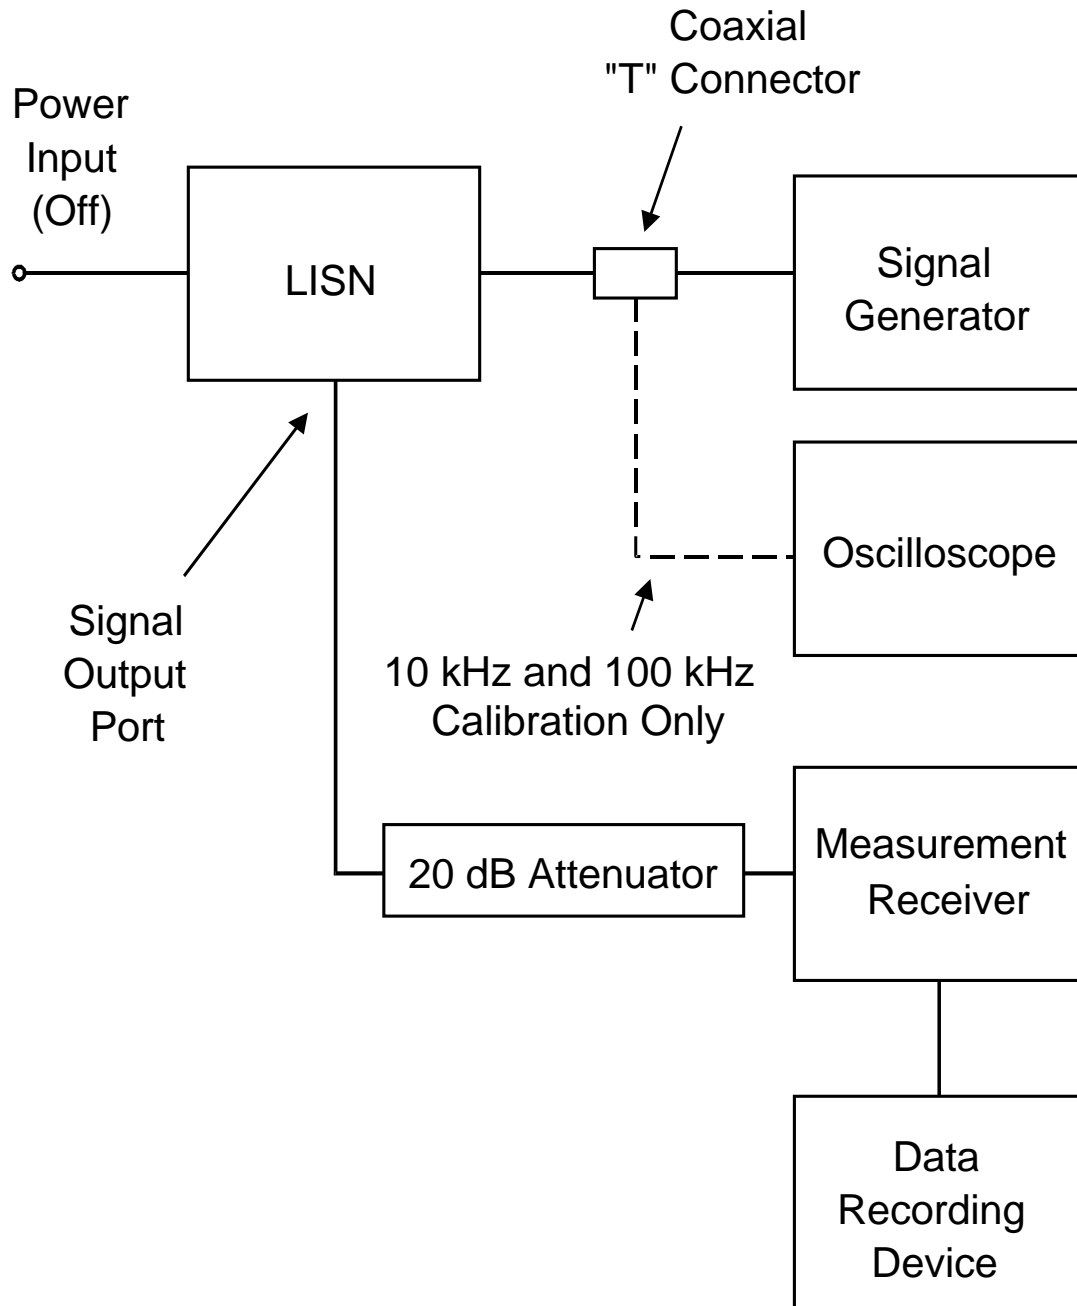 Coaxial
"T" Connector
Power
Input
(Off)
LISN
Signal
Generator
Oscilloscope
Signal
Output
Port
10 kHz and 100 kHz
Calibration Only
20 dB Attenuator
Measurement
Receiver
Data
Recording
Device